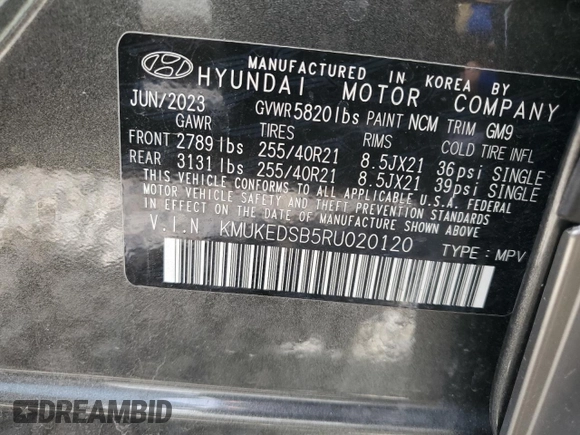 MANUFACTURED IN KOREA BY
HYUNDAI MOTOR COMPANY
JUN/2023 GVWR 5820lbs PAINT NCM TRIM GM9
GAWR TIRES RIMS COLD TIRE INFL
FRONT 2789 lbs 255/40R21 8.5JX21 36psi SINGLE
REAR 3131 lbs 255/40R21 8.5JX21 39psi SINGLE
THIS VEHICLE CONFORMS TO ALL APPLICABLE U.S.A. FEDERAL
MOTOR VEHICLE SAFETY AND THEFT PREVENTION STANDARDS
IN EFFECT ON THE DATE OF MANUFACTURE SHOWN ABOVE.
V.I.N KMUKEDSB5RU020120 TYPE : MPV
DREAMBID